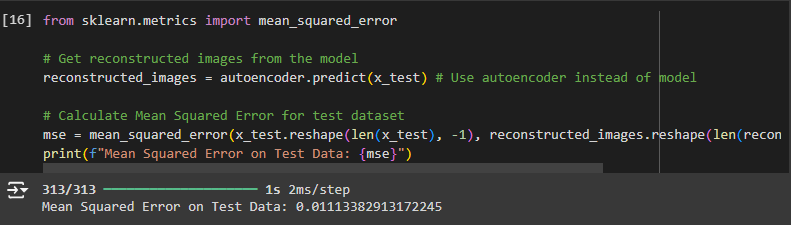 [16] from sklearn.metrics import mean_squared_error
# Get reconstructed images from the model
reconstructed_images = autoencoder.predict(x_test) # Use autoencoder instead of model
# Calculate Mean Squared Error for test dataset
mse = mean_squared_error(x_test.reshape(len(x_test), -1), reconstructed_images.reshape(len(recon
print(f"Mean Squared Error on Test Data: {mse}")
313/313 ━━━━━━━━━━━━━━━━━━━━ 1s 2ms/step
Mean Squared Error on Test Data: 0.01113382913172245